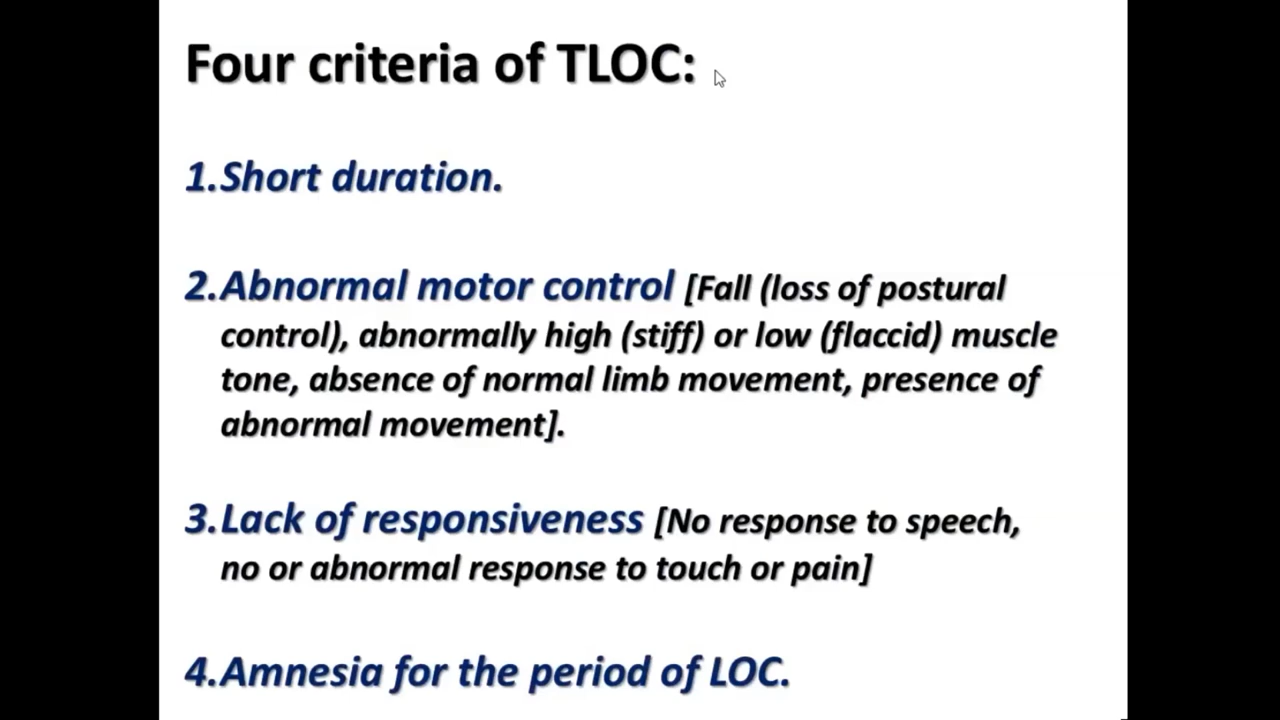 Four criteria of TLOC:
1.Short duration.
2.Abnormal motor control [Fall (loss of postural
control), abnormally high (stiff) or low (flaccid) muscle
tone, absence of normal limb movement, presence of
abnormal movement].
3.Lack of responsiveness [No response to speech,
no or abnormal response to touch or pain]
4.Amnesia for the period of LOC.